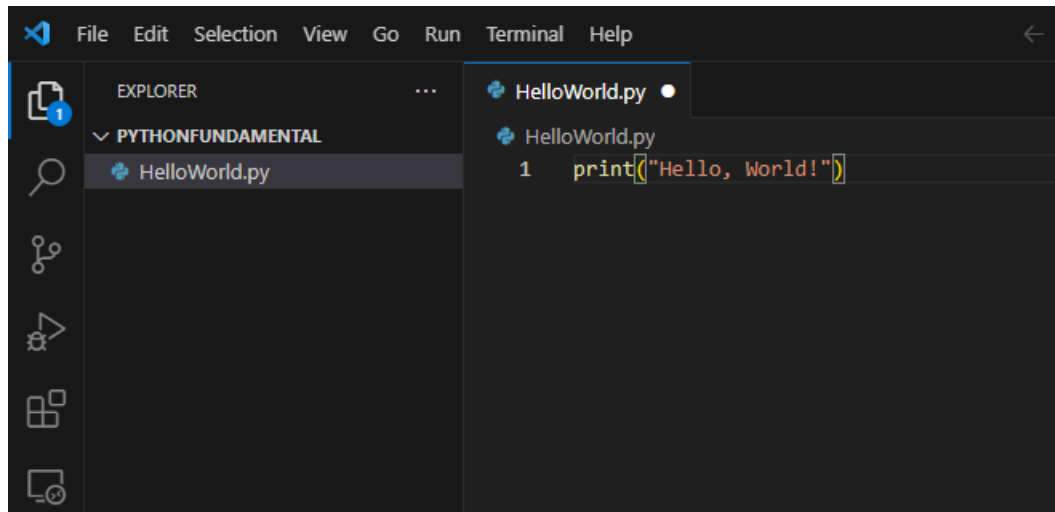 File Edit Selection View Go Run Terminal Help
EXPLORER ...
1
PYTHONFUNDAMENTAL
HelloWorld.py
HelloWorld.py
HelloWorld.py
1 print("Hello, World!")